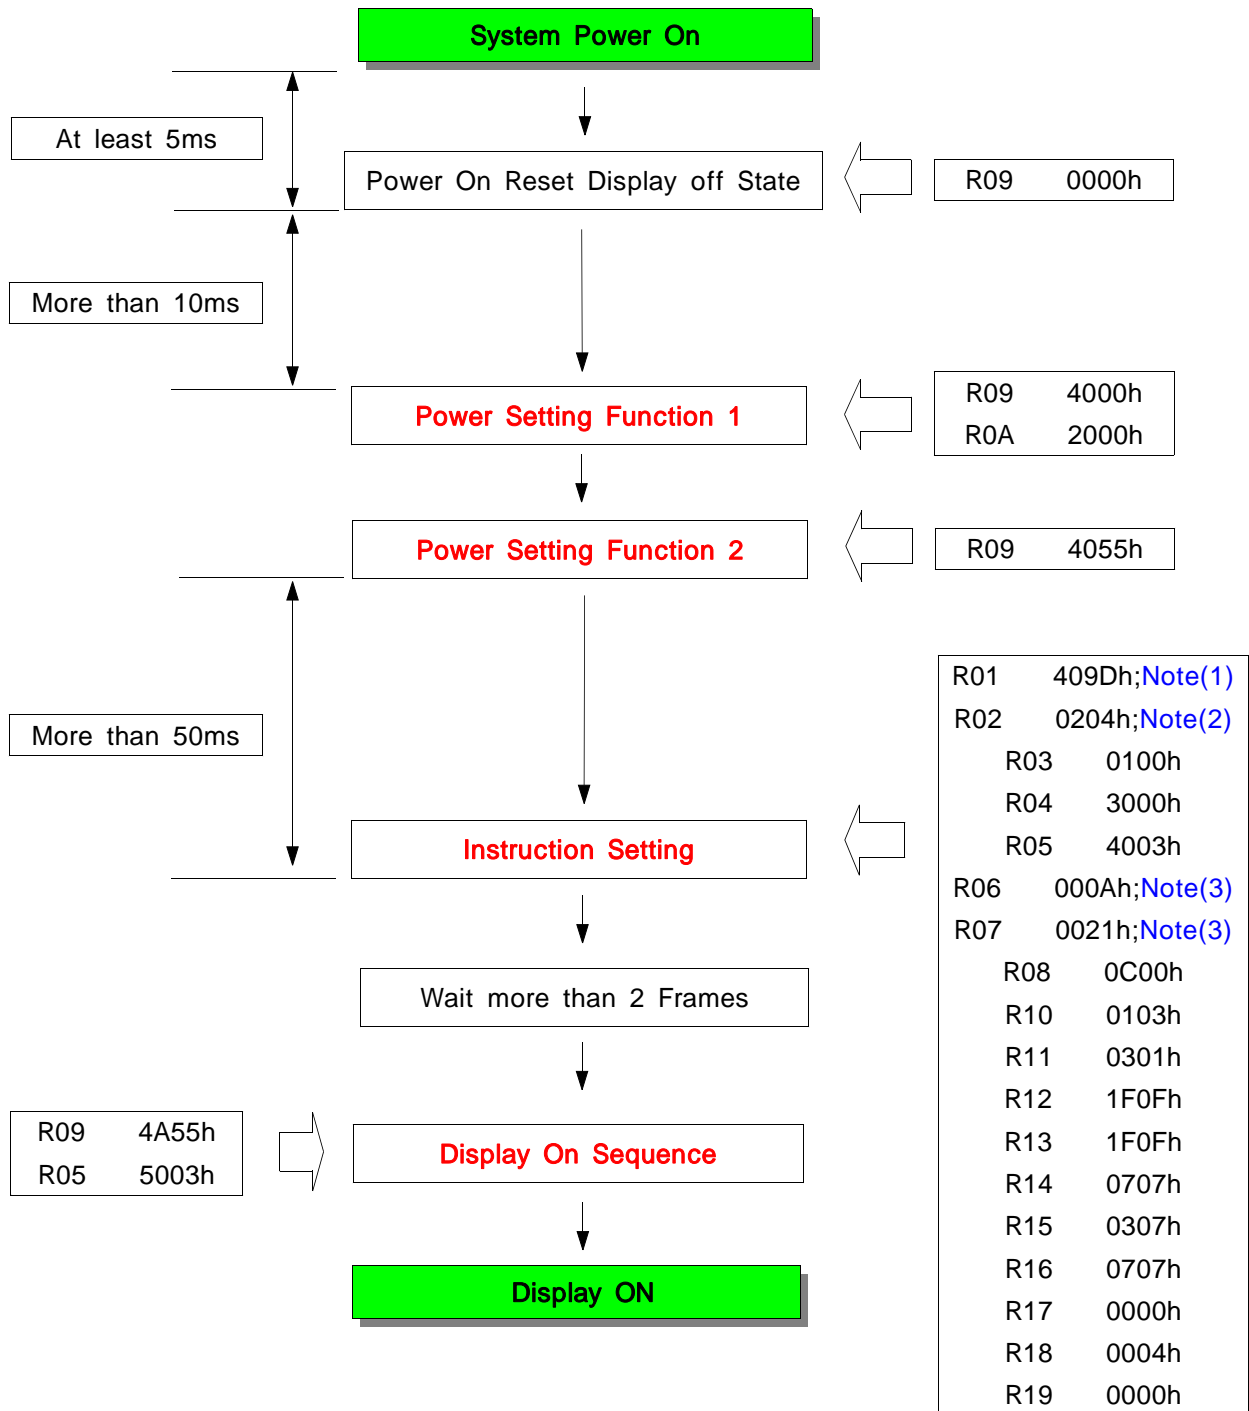 System Power On
At least 5ms
Power On Reset Display off State
R09 0000h
More than 10ms
Power Setting Function 1
R09 4000h
R0A 2000h
Power Setting Function 2
R09 4055h
More than 50ms
Instruction Setting
R01 409Dh;Note(1)
R02 0204h;Note(2)
R03 0100h
R04 3000h
R05 4003h
R06 000Ah;Note(3)
R07 0021h;Note(3)
R08 0C00h
R10 0103h
R11 0301h
R12 1F0Fh
R13 1F0Fh
R14 0707h
R15 0307h
R16 0707h
R17 0000h
R18 0004h
R19 0000h
Wait more than 2 Frames
R09 4A55h
R05 5003h
Display On Sequence
Display ON